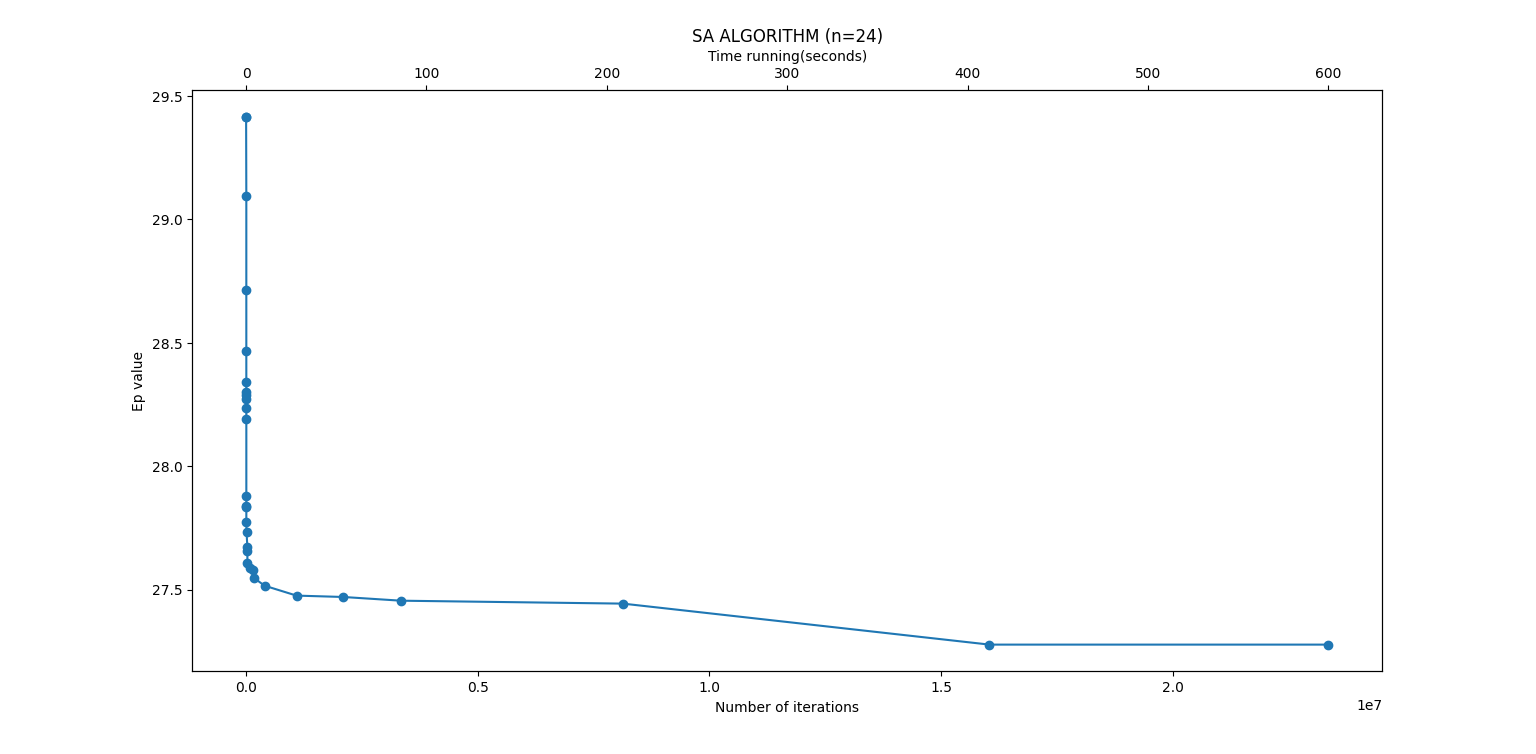 SA ALGORITHM (n=24)
Time running(seconds)
0 100 200 300 400 500 600
29.5
29.0
28.5
28.0
27.5
Ep value
0.0 0.5 1.0 1.5 2.0
Number of iterations
1e7